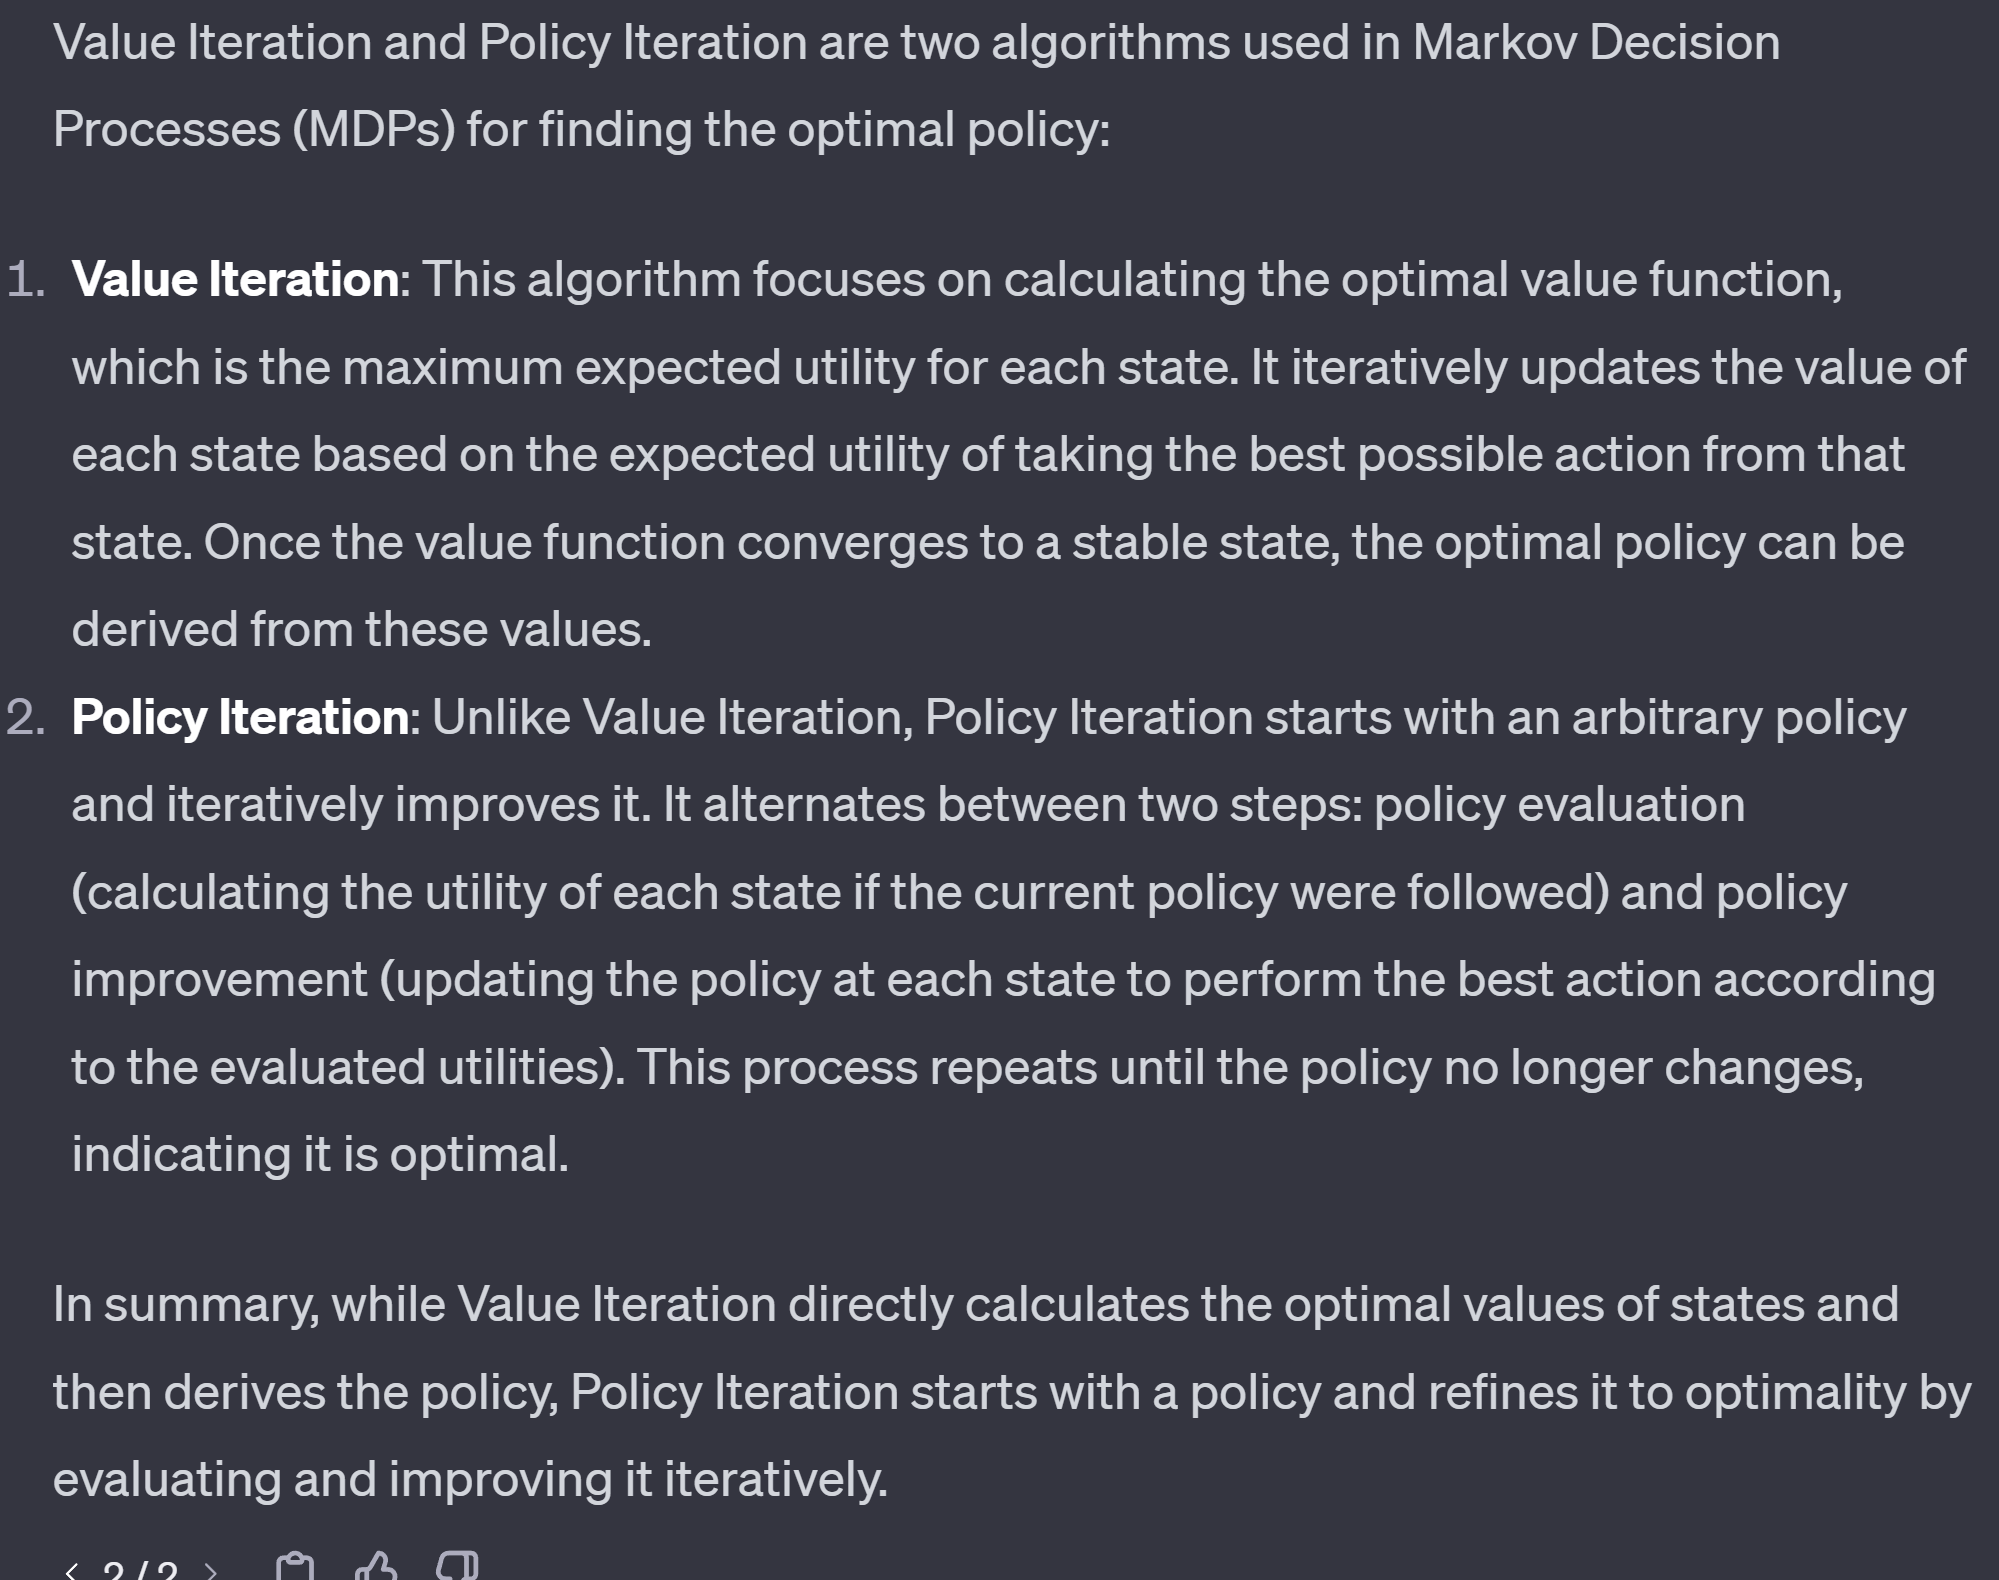 Value Iteration and Policy Iteration are two algorithms used in Markov Decision
Processes (MDPs) for finding the optimal policy:
1. Value Iteration: This algorithm focuses on calculating the optimal value function,
which is the maximum expected utility for each state. It iteratively updates the value of
each state based on the expected utility of taking the best possible action from that
state. Once the value function converges to a stable state, the optimal policy can be
derived from these values.
2. Policy Iteration: Unlike Value Iteration, Policy Iteration starts with an arbitrary policy
and iteratively improves it. It alternates between two steps: policy evaluation
(calculating the utility of each state if the current policy were followed) and policy
improvement (updating the policy at each state to perform the best action according
to the evaluated utilities). This process repeats until the policy no longer changes,
indicating it is optimal.
In summary, while Value Iteration directly calculates the optimal values of states and
then derives the policy, Policy Iteration starts with a policy and refines it to optimality by
evaluating and improving it iteratively.
< 2 / 2 >